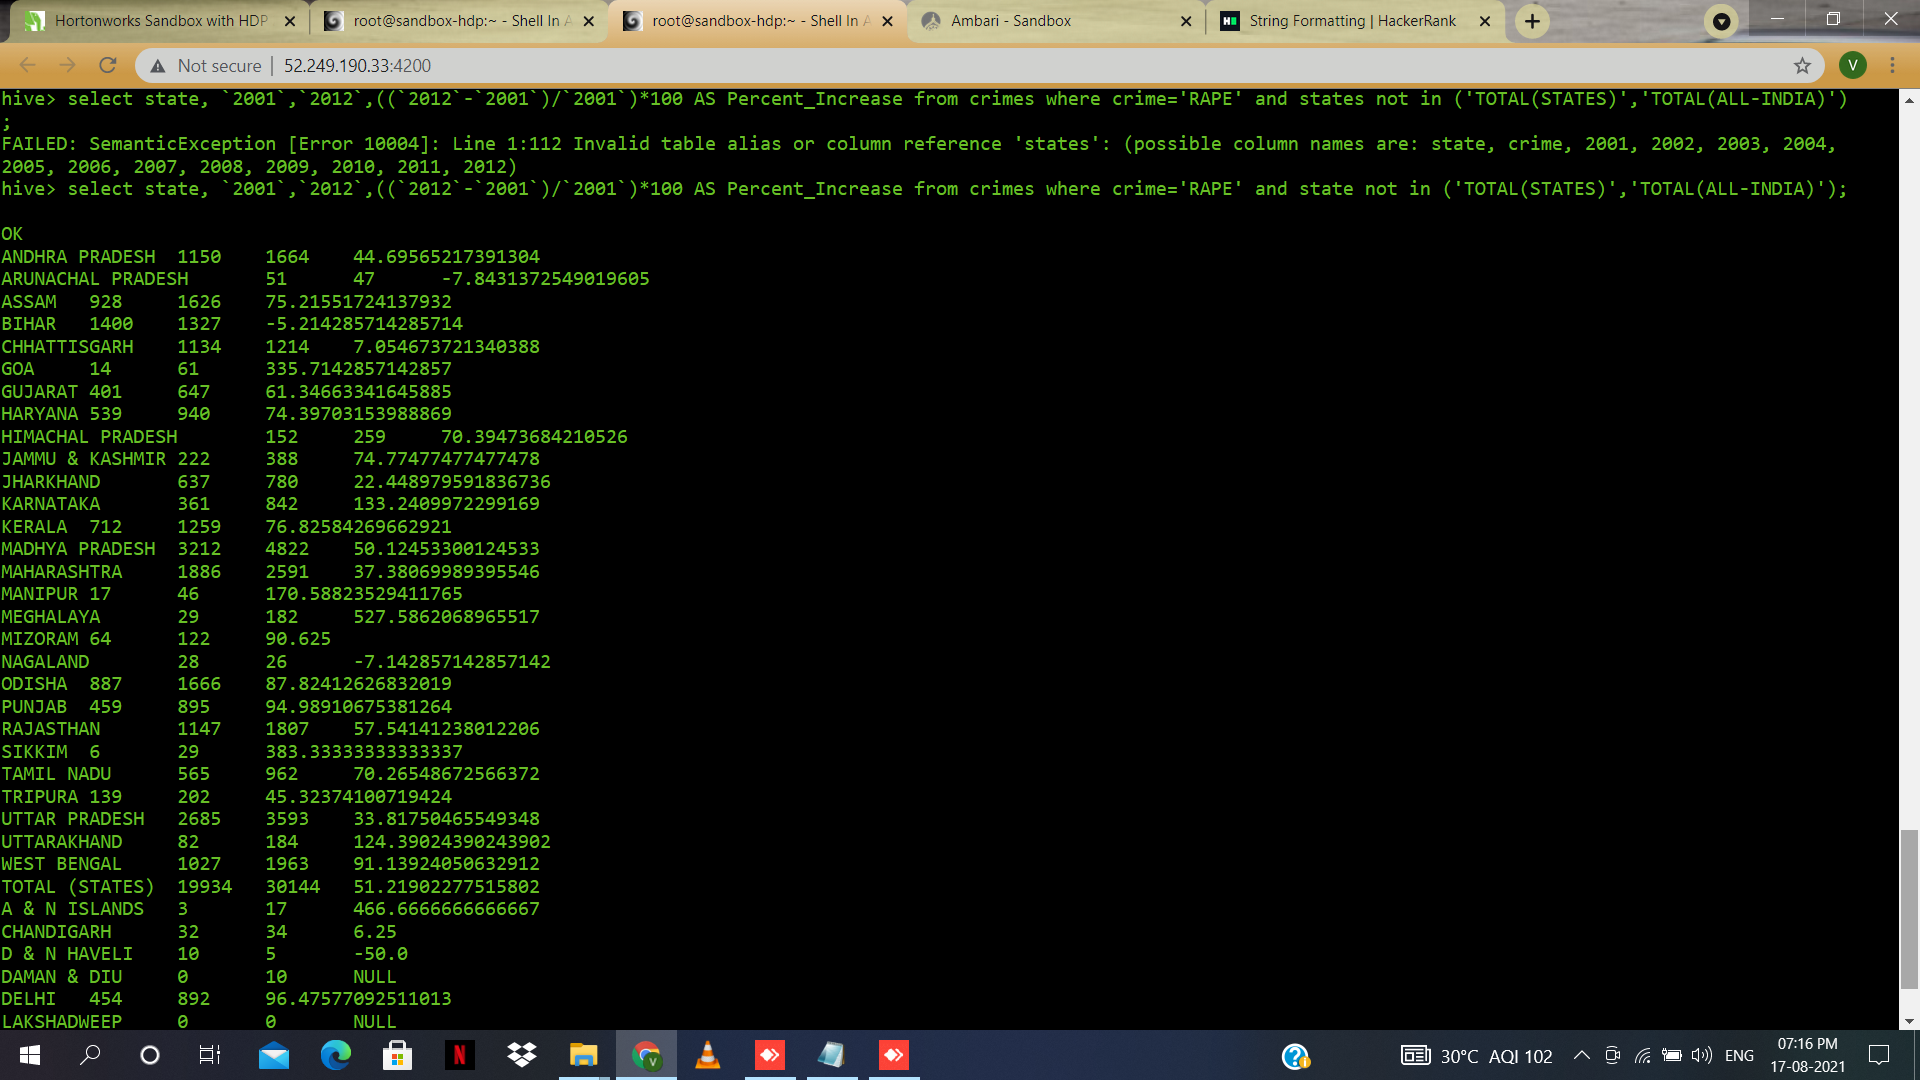 Hortonworks Sandbox with HDP
root@sandbox-hdp:~ - Shell In A
root@sandbox-hdp:~ - Shell In A
Ambari - Sandbox
String Formatting | HackerRank
Not secure | 52.249.190.33:4200
V
hive> select state, `2001`,`2012`,((`2012`-`2001`)/`2001`)*100 AS Percent_Increase from crimes where crime='RAPE' and states not in ('TOTAL(STATES)','TOTAL(ALL-INDIA)')
;
FAILED: SemanticException [Error 10004]: Line 1:112 Invalid table alias or column reference 'states': (possible column names are: state, crime, 2001, 2002, 2003, 2004,
2005, 2006, 2007, 2008, 2009, 2010, 2011, 2012)
hive> select state, `2001`,`2012`,((`2012`-`2001`)/`2001`)*100 AS Percent_Increase from crimes where crime='RAPE' and state not in ('TOTAL(STATES)','TOTAL(ALL-INDIA)');
OK
ANDHRA PRADESH 1150 1664 44.69565217391304
ARUNACHAL PRADESH 51 47 -7.8431372549019605
ASSAM 928 1626 75.21551724137932
BIHAR 1400 1327 -5.214285714285714
CHHATTISGARH 1134 1214 7.054673721340388
GOA 14 61 335.7142857142857
GUJARAT 401 647 61.34663341645885
HARYANA 539 940 74.39703153988869
HIMACHAL PRADESH 152 259 70.39473684210526
JAMMU & KASHMIR 222 388 74.77477477477478
JHARKHAND 637 780 22.448979591836736
KARNATAKA 361 842 133.2409972299169
KERALA 712 1259 76.82584269662921
MADHYA PRADESH 3212 4822 50.12453300124533
MAHARASHTRA 1886 2591 37.38069989395546
MANIPUR 17 46 170.58823529411765
MEGHALAYA 29 182 527.5862068965517
MIZORAM 64 122 90.625
NAGALAND 28 26 -7.142857142857142
ODISHA 887 1666 87.82412626832019
PUNJAB 459 895 94.98910675381264
RAJASTHAN 1147 1807 57.54141238012206
SIKKIM 6 29 383.33333333333337
TAMIL NADU 565 962 70.26548672566372
TRIPURA 139 202 45.32374100719424
UTTAR PRADESH 2685 3593 33.81750465549348
UTTARAKHAND 82 184 124.39024390243902
WEST BENGAL 1027 1963 91.13924050632912
TOTAL (STATES) 19934 30144 51.21902277515802
A & N ISLANDS 3 17 466.6666666666667
CHANDIGARH 32 34 6.25
D & N HAVELI 10 5 -50.0
DAMAN & DIU 0 10 NULL
DELHI 454 892 96.47577092511013
LAKSHADWEEP 0 0 NULL
30°C AQI 102
ENG
07:16 PM
17-08-2021